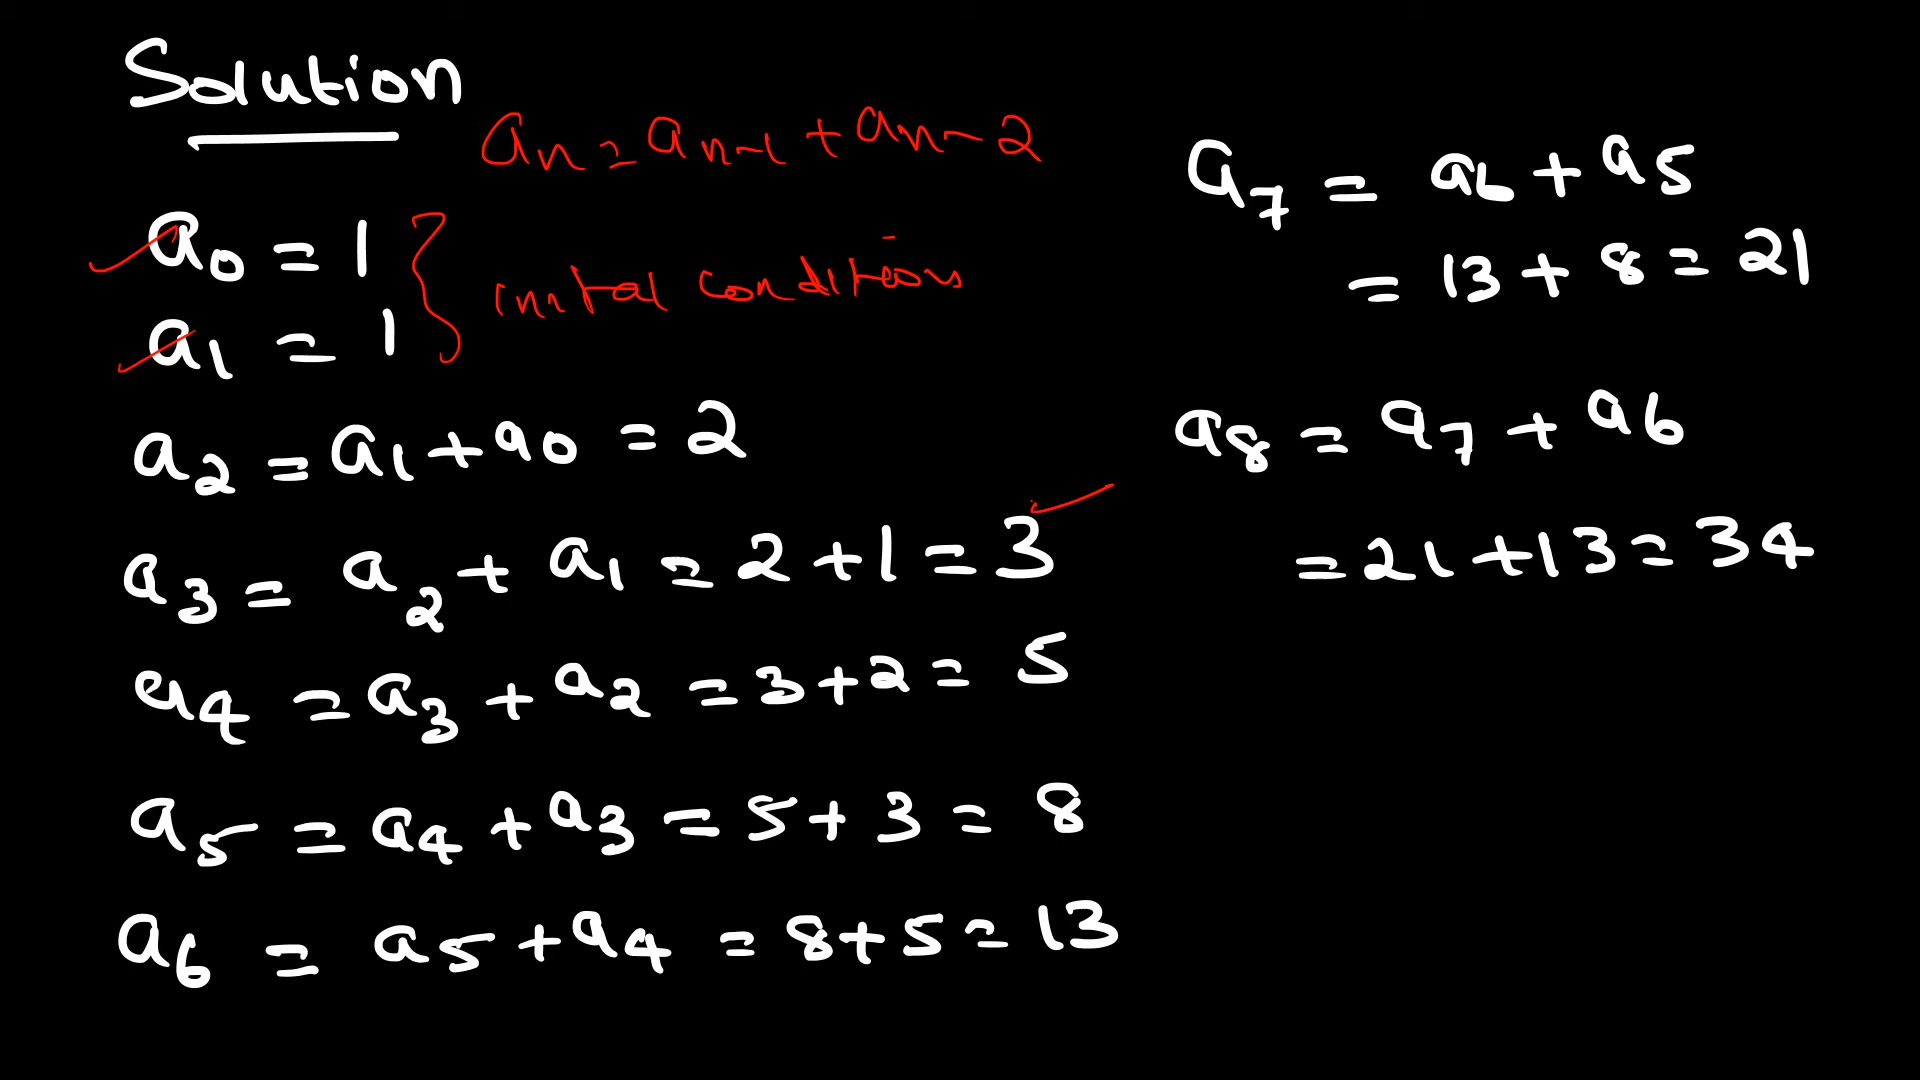 Solution
an = an-1 + an-2
a0 = 1
a1 = 1
initial conditions
a2 = a1 + a0 = 2
a3 = a2 + a1 = 2 + 1 = 3
a4 = a3 + a2 = 3 + 2 = 5
a5 = a4 + a3 = 5 + 3 = 8
a6 = a5 + a4 = 8 + 5 = 13
a7 = a6 + a5
= 13 + 8 = 21
a8 = a7 + a6
= 21 + 13 = 34